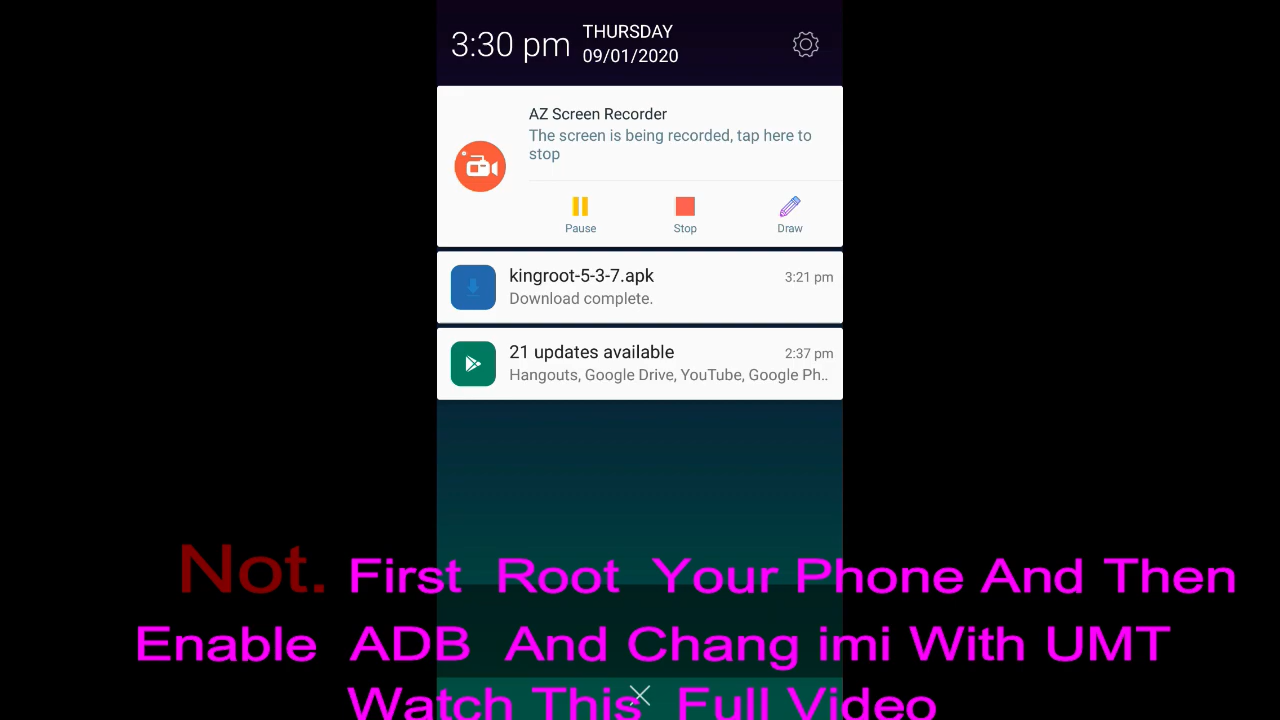 3:30 pm
THURSDAY
09/01/2020
AZ Screen Recorder
The screen is being recorded, tap here to
stop
Pause
Stop
Draw
kingroot-5-3-7.apk
3:21 pm
Download complete.
21 updates available
2:37 pm
Hangouts, Google Drive, YouTube, Google Ph..
Not. First Root Your Phone And Then
Enable ADB And Chang imi With UMT
Watch This Full Video